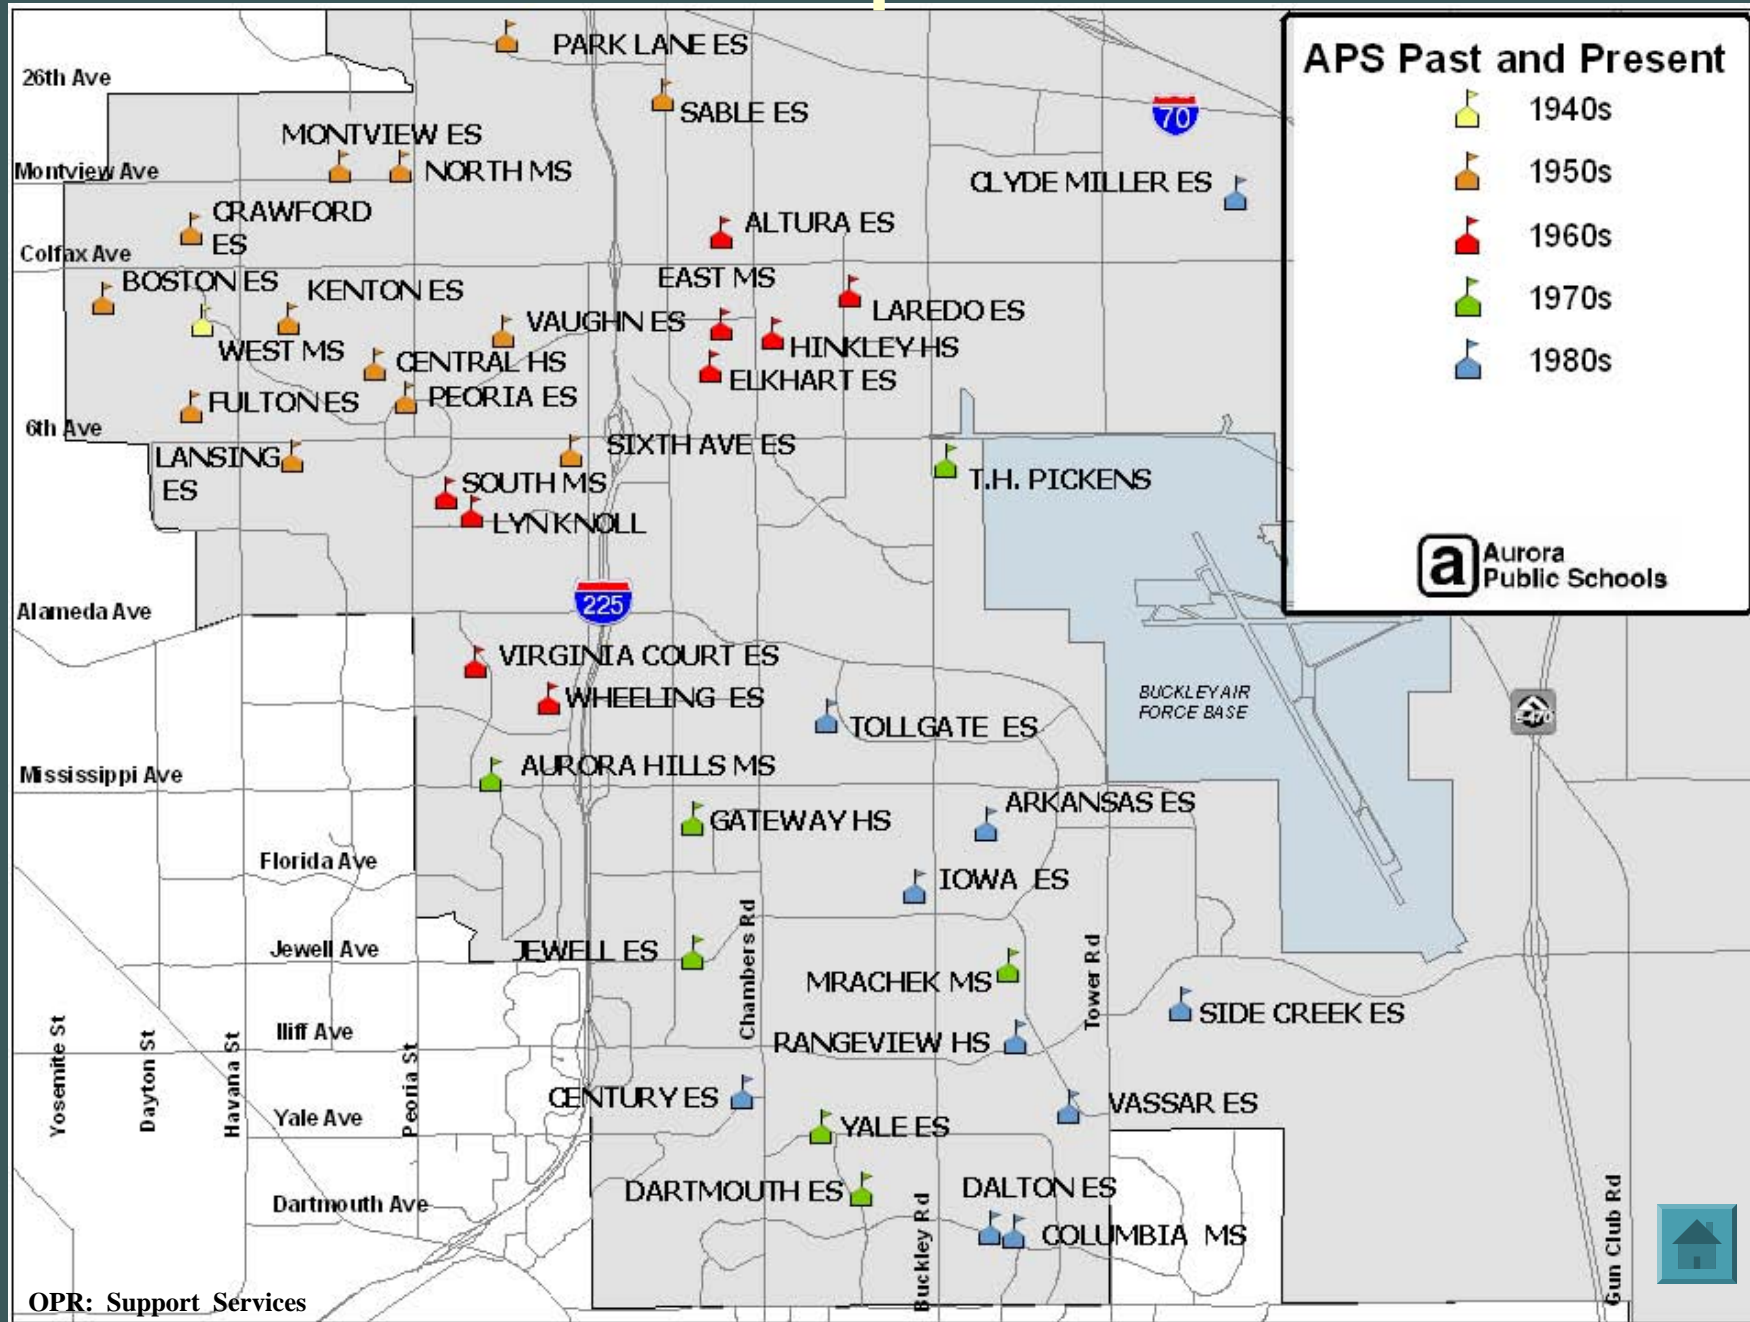 APS Past and Present
1940s
1950s
1960s
1970s
1980s
a Aurora
Public Schools
PARK LANE ES
26th Ave
SABLE ES
70
MONTVIEW ES
Montview Ave
NORTH MS
CLYDE MILLER ES
CRAWFORD
ES
ALTURA ES
Colfax Ave
BOSTON ES
KENTON ES
EAST MS
LAREDO ES
VAUGHN ES
WEST MS
HINKLEY HS
CENTRAL HS
ELKHART ES
FULTON ES
PEORIA ES
6th Ave
SIXTH AVE ES
LANSING
ES
SOUTH MS
T.H. PICKENS
LYN KNOLL
225
Alameda Ave
VIRGINIA COURT ES
WHEELING ES
BUCKLEY AIR
FORCE BASE
E-470
TOLLGATE ES
AURORA HILLS MS
Mississippi Ave
ARKANSAS ES
GATEWAY HS
Florida Ave
IOWA ES
Chambers Rd
Jewell Ave
JEWELL ES
Tower Rd
MRACHEK MS
SIDE CREEK ES
Iliff Ave
RANGEVIEW HS
Yosemite St
Dayton St
Havana St
Peoria St
CENTURY ES
VASSAR ES
Yale Ave
YALE ES
Dartmouth Ave
DARTMOUTH ES
DALTON ES
Buckley Rd
COLUMBIA MS
Gun Club Rd
OPR: Support Services